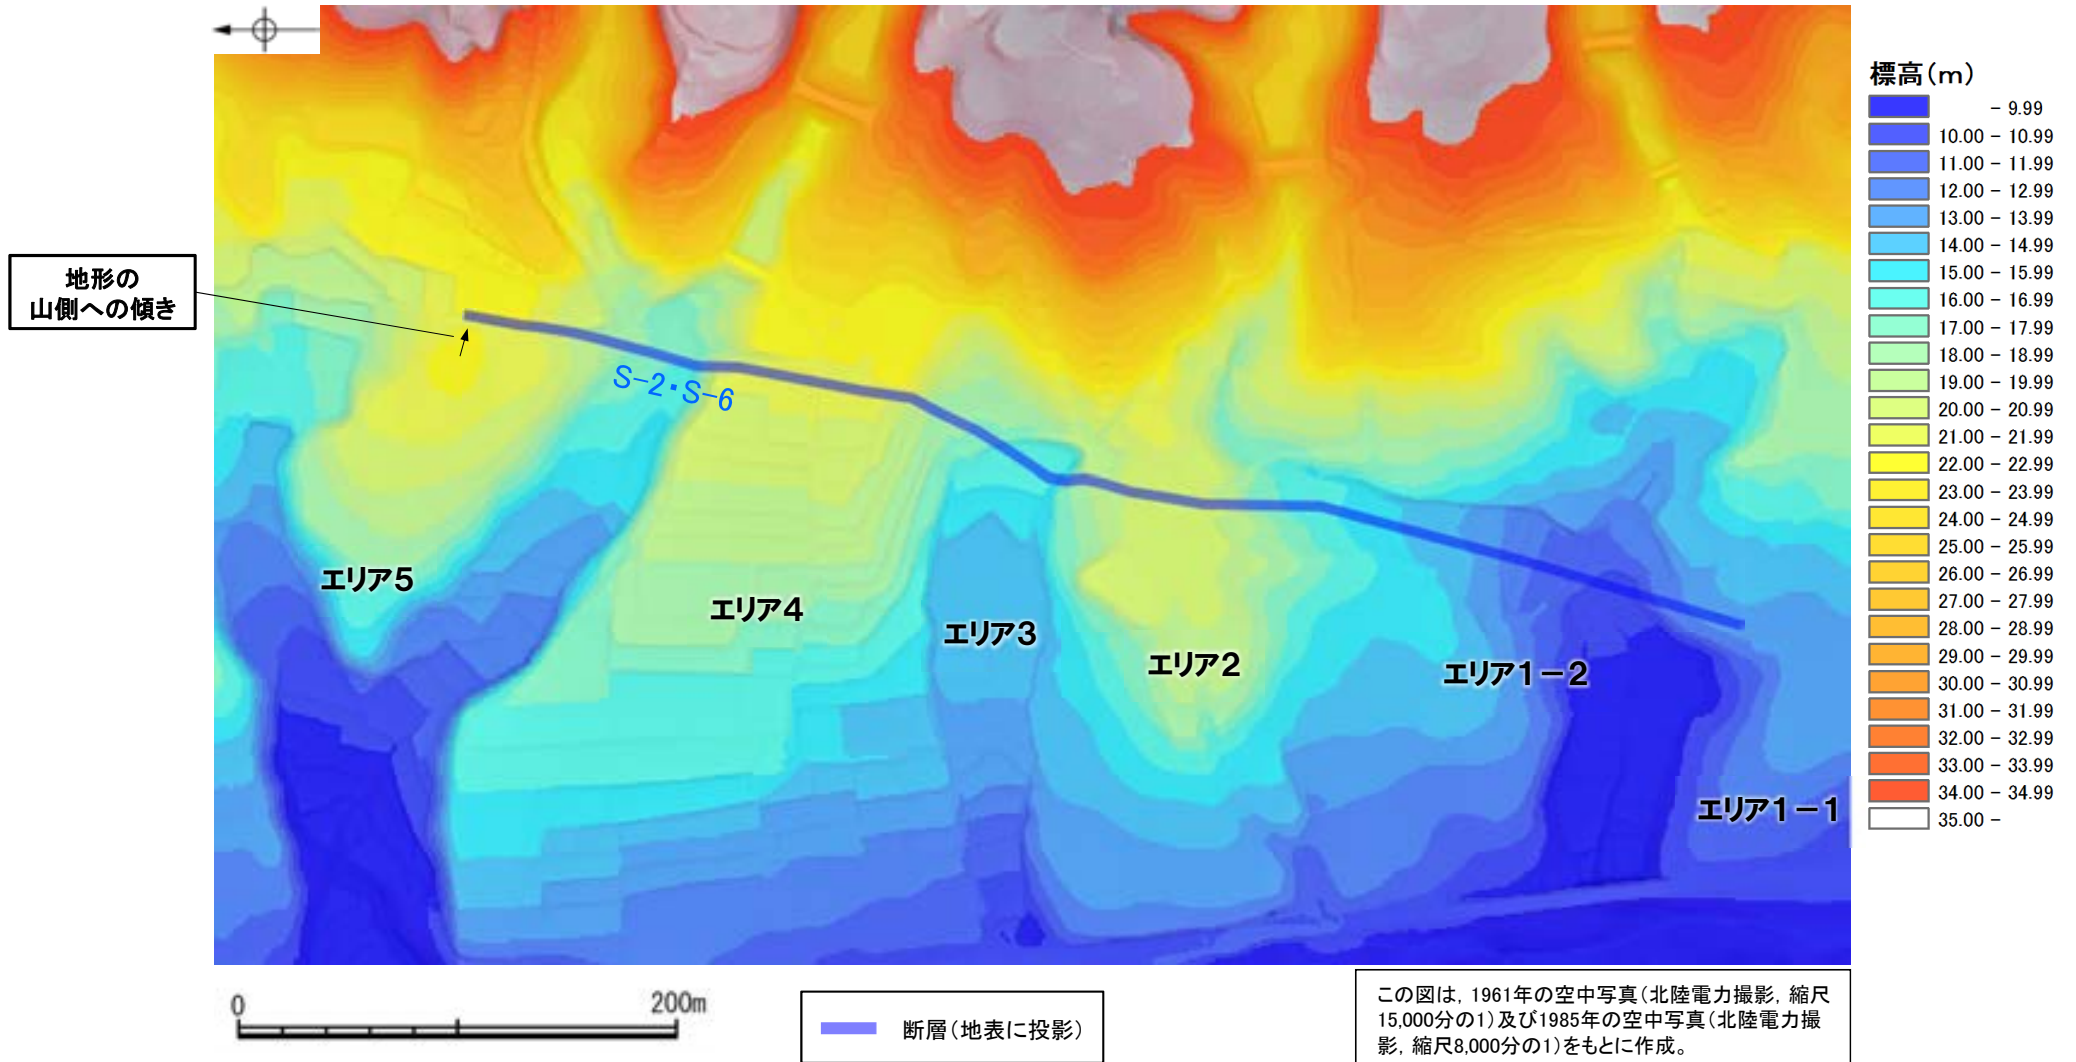 地形の
山側への傾き
S-2・S-6
エリア5
エリア4
エリア3
エリア2
エリア1-2
エリア1-1
標高(m)
- 9.99
10.00 - 10.99
11.00 - 11.99
12.00 - 12.99
13.00 - 13.99
14.00 - 14.99
15.00 - 15.99
16.00 - 16.99
17.00 - 17.99
18.00 - 18.99
19.00 - 19.99
20.00 - 20.99
21.00 - 21.99
22.00 - 22.99
23.00 - 23.99
24.00 - 24.99
25.00 - 25.99
26.00 - 26.99
27.00 - 27.99
28.00 - 28.99
29.00 - 29.99
30.00 - 30.99
31.00 - 31.99
32.00 - 32.99
33.00 - 33.99
34.00 - 34.99
35.00 -
0 200m
断層(地表に投影)
この図は，1961年の空中写真(北陸電力撮影，縮尺
15,000分の1)及び1985年の空中写真(北陸電力撮
影，縮尺8,000分の1)をもとに作成。